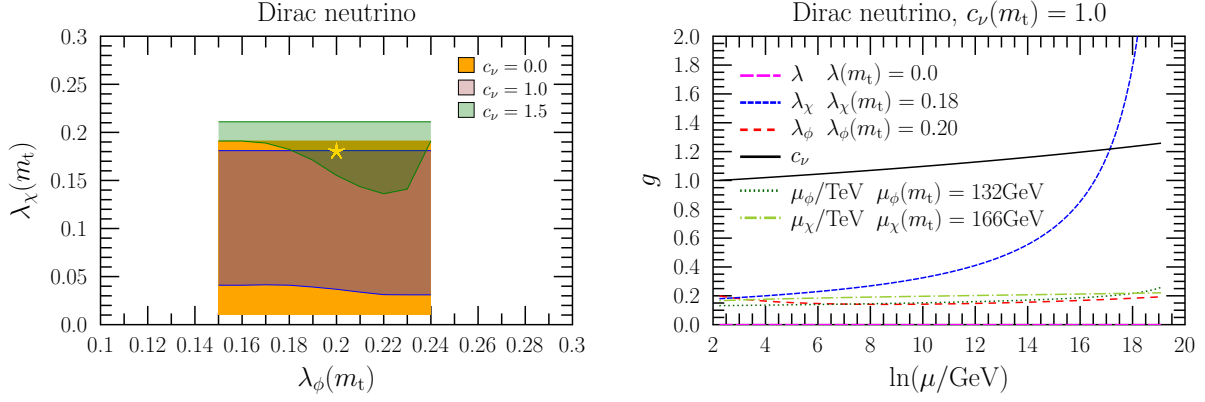 Dirac neutrino
0.3
0.25
0.2
0.15
0.1
0.05
0.0
λχ(mt)
cν = 0.0
cν = 1.0
cν = 1.5
0.1 0.12 0.14 0.16 0.18 0.2 0.22 0.24 0.26 0.28 0.3
λϕ(mt)
Dirac neutrino, cν(mt) = 1.0
2.0
1.8
1.6
1.4
1.2
1.0
0.8
0.6
0.4
0.2
0.0
g
λ λ(mt) = 0.0
λχ λχ(mt) = 0.18
λϕ λϕ(mt) = 0.20
cν
μϕ/TeV μϕ(mt) = 132GeV
μχ/TeV μχ(mt) = 166GeV
2 4 6 8 10 12 14 16 18 20
ln(μ/GeV)